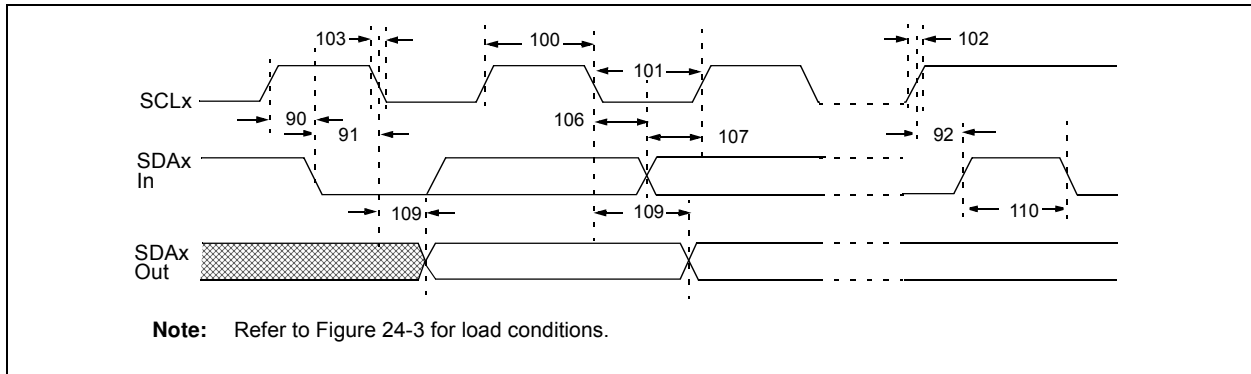 103
100
102
101
SCLx
90
91
106
107
92
SDAx
In
109
109
110
SDAx
Out
Note: Refer to Figure 24-3 for load conditions.